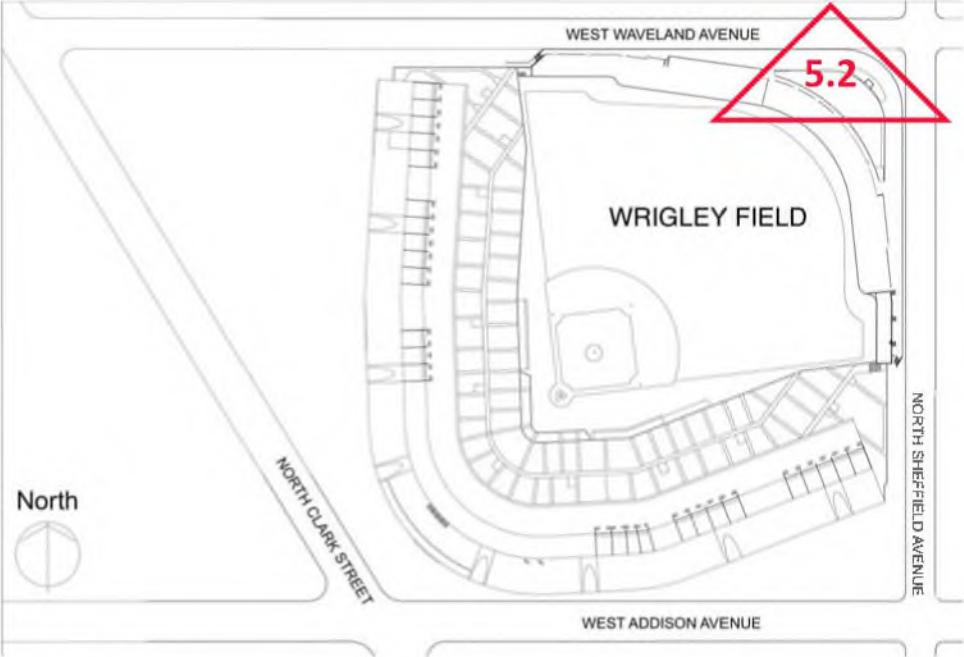 WEST WAVELAND AVENUE
5.2
WRIGLEY FIELD
NORTH SHEFFIELD AVENUE
North
NORTH CLARK STREET
WEST ADDISON AVENUE